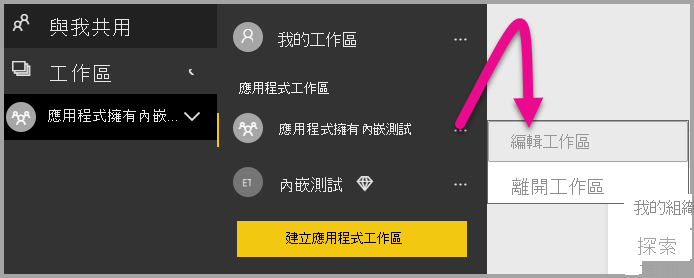 與我共用
工作區
應用程式擁有內嵌...
我的工作區
應用程式工作區
應用程式擁有內嵌測試
ET
內嵌測試
建立應用程式工作區
編輯工作區
離開工作區
我的組織
探索